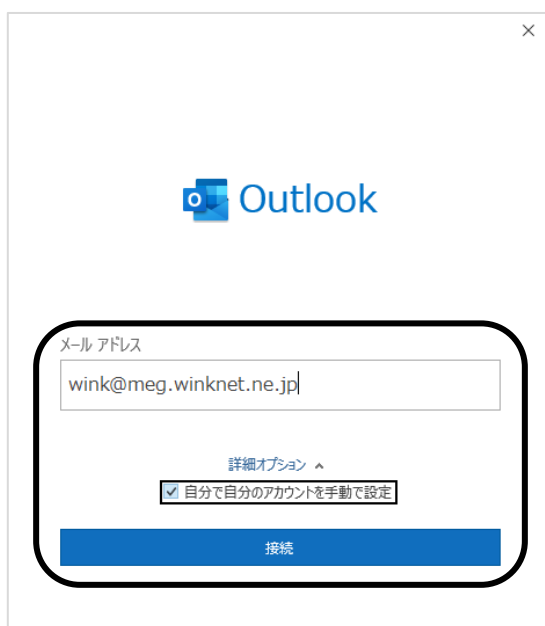 Outlook
メール アドレス
wink@meg.winknet.ne.jp
詳細オプション
自分で自分のアカウントを手動で設定
接続